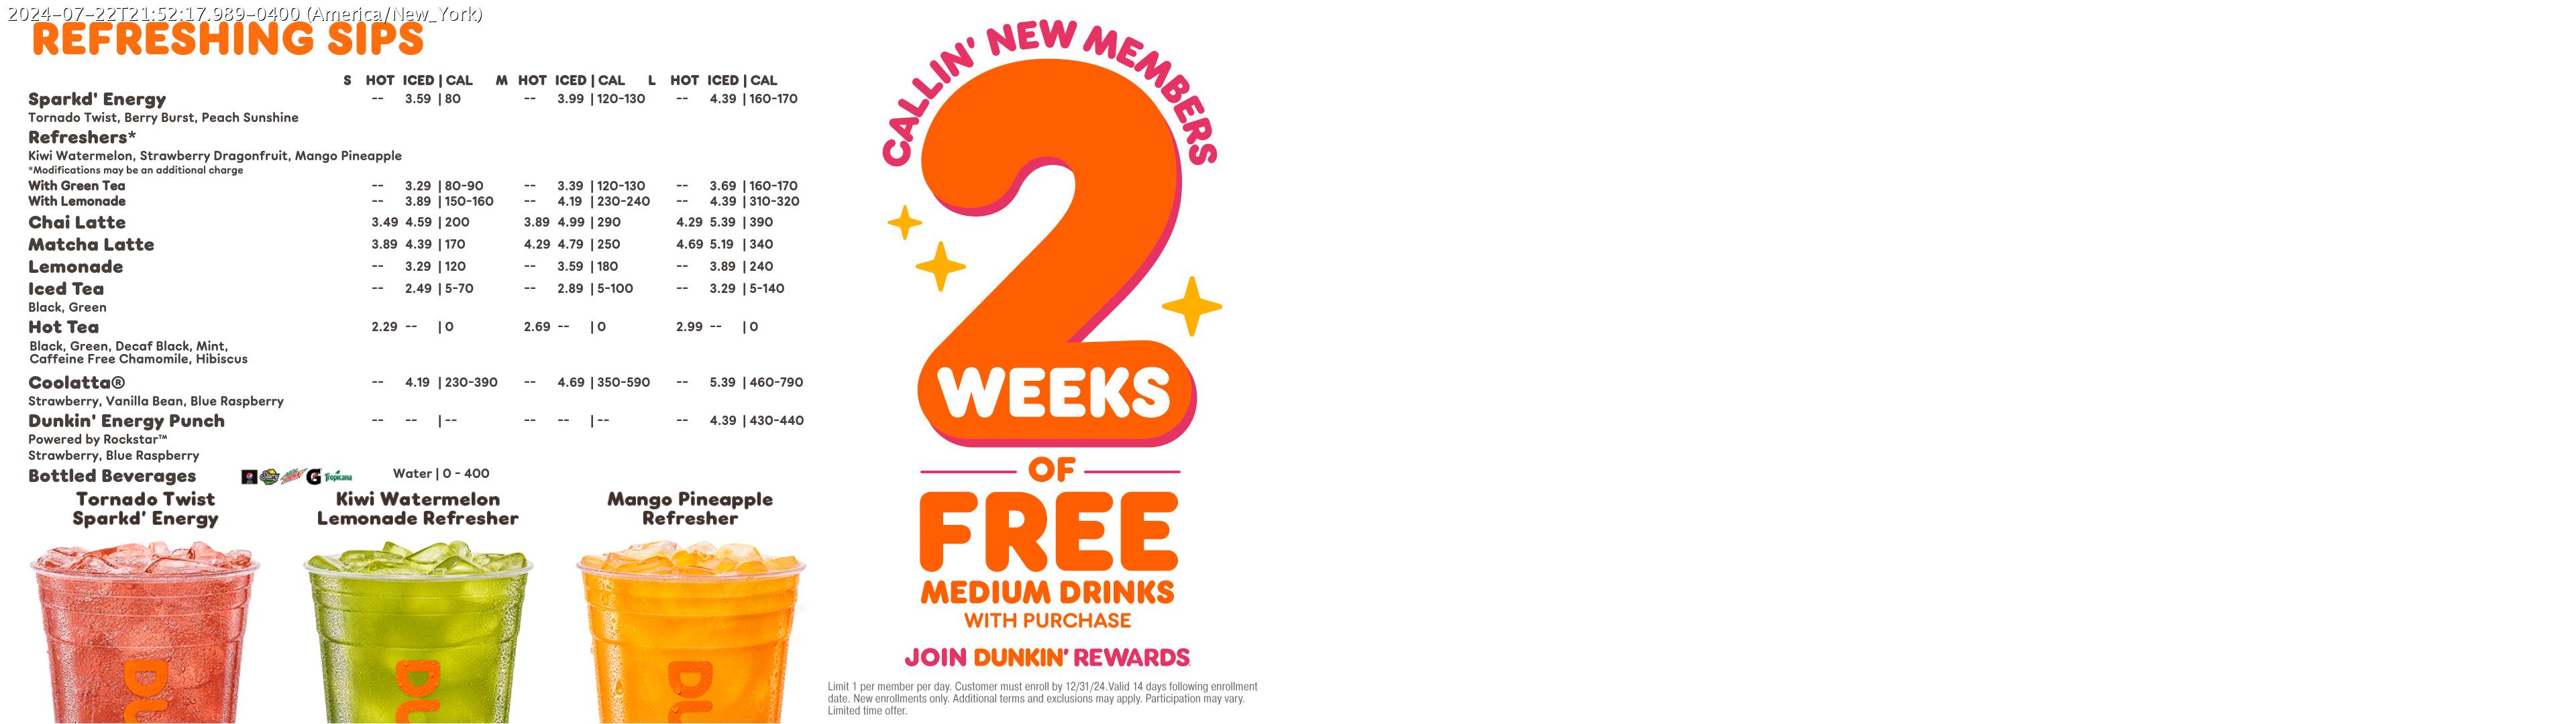 2024-07-22T21:52:17.989-0400 (America/New_York)
REFRESHING SIPS
S HOT ICED | CAL M HOT ICED | CAL L HOT ICED | CAL
Sparkd' Energy -- 3.59 | 80 -- 3.99 | 120-130 -- 4.39 | 160-170
Tornado Twist, Berry Burst, Peach Sunshine
Refreshers*
Kiwi Watermelon, Strawberry Dragonfruit, Mango Pineapple
*Modifications may be an additional charge
With Green Tea -- 3.29 | 80-90 -- 3.39 | 120-130 -- 3.69 | 160-170
With Lemonade -- 3.89 | 150-160 -- 4.19 | 230-240 -- 4.39 | 310-320
Chai Latte 3.49 4.59 | 200 3.89 4.99 | 290 4.29 5.39 | 390
Matcha Latte 3.89 4.39 | 170 4.29 4.79 | 250 4.69 5.19 | 340
Lemonade -- 3.29 | 120 -- 3.59 | 180 -- 3.89 | 240
Iced Tea -- 2.49 | 5-70 -- 2.89 | 5-100 -- 3.29 | 5-140
Black, Green
Hot Tea 2.29 -- | 0 2.69 -- | 0 2.99 -- | 0
Black, Green, Decaf Black, Mint,
Caffeine Free Chamomile, Hibiscus
Coolatta® -- 4.19 | 230-390 -- 4.69 | 350-590 -- 5.39 | 460-790
Strawberry, Vanilla Bean, Blue Raspberry
Dunkin' Energy Punch -- -- | -- -- -- | -- -- 4.39 | 430-440
Powered by Rockstar™
Strawberry, Blue Raspberry
Bottled Beverages G Tropicana Water | 0 - 400
Tornado Twist
Sparkd' Energy
Kiwi Watermelon
Lemonade Refresher
Mango Pineapple
Refresher
DU
DU
DU
CALLIN' NEW MEMBERS
2
WEEKS
OF
FREE
MEDIUM DRINKS
WITH PURCHASE
JOIN DUNKIN' REWARDS
Limit 1 per member per day. Customer must enroll by 12/31/24.Valid 14 days following enrollment
date. New enrollments only. Additional terms and exclusions may apply. Participation may vary.
Limited time offer.